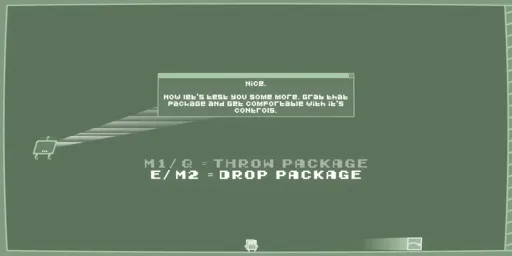 Nice.
Now let's test you some more. Grab that
package and get comfortable with it's
controls.
M1/Q = THROW PACKAGE
E/M2 = DROP PACKAGE